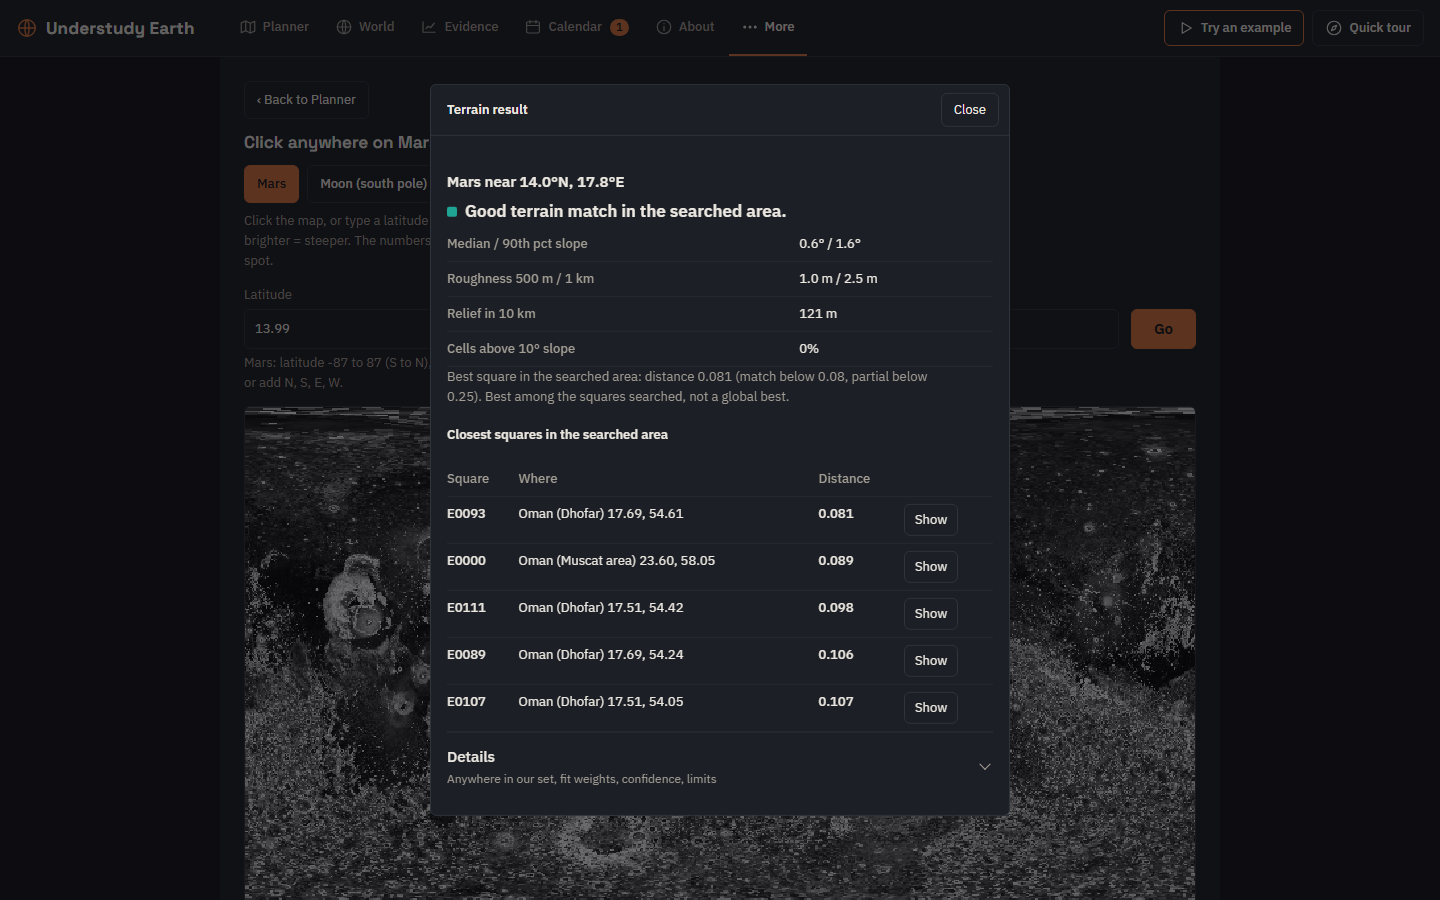 Understudy Earth
Planner
World
Evidence
Calendar 1
About
More
Try an example
Quick tour
‹ Back to Planner
Click anywhere on Mar
Mars
Moon (south pole)
Click the map, or type a latitude
brighter = steeper. The numbers
spot.
Latitude
13.99
Go
Mars: latitude -87 to 87 (S to N),
or add N, S, E, W.
Terrain result
Close
Mars near 14.0°N, 17.8°E
Good terrain match in the searched area.
Median / 90th pct slope 0.6° / 1.6°
Roughness 500 m / 1 km 1.0 m / 2.5 m
Relief in 10 km 121 m
Cells above 10° slope 0%
Best square in the searched area: distance 0.081 (match below 0.08, partial below
0.25). Best among the squares searched, not a global best.
Closest squares in the searched area
Square Where Distance
E0093 Oman (Dhofar) 17.69, 54.61 0.081 Show
E0000 Oman (Muscat area) 23.60, 58.05 0.089 Show
E0111 Oman (Dhofar) 17.51, 54.42 0.098 Show
E0089 Oman (Dhofar) 17.69, 54.24 0.106 Show
E0107 Oman (Dhofar) 17.51, 54.05 0.107 Show
Details
Anywhere in our set, fit weights, confidence, limits